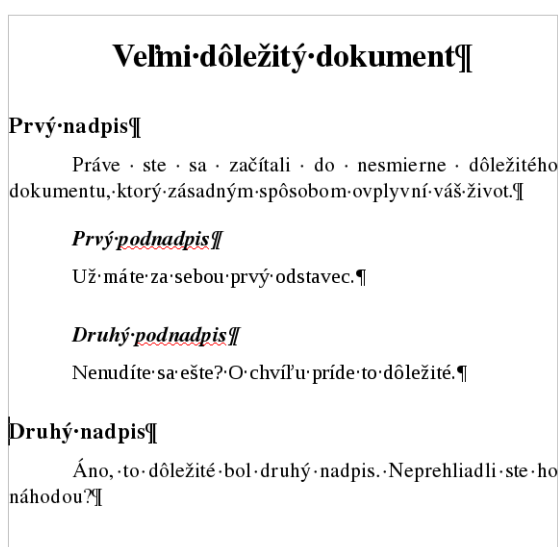 Veľmi·dôležitý·dokument¶
Prvý·nadpis¶
Práve · ste · sa · začítali · do · nesmierne · dôležitého
dokumentu,·ktorý·zásadným·spôsobom·ovplyvní·váš·život.¶
Prvý·podnadpis¶
Už·máte·za·sebou·prvý·odstavec.¶
Druhý·podnadpis¶
Nenudíte·sa·ešte?·O·chvíľu·príde·to·dôležité.¶
Druhý·nadpis¶
Áno,·to·dôležité·bol·druhý·nadpis.·Neprehliadli·ste·ho
náhodou?¶